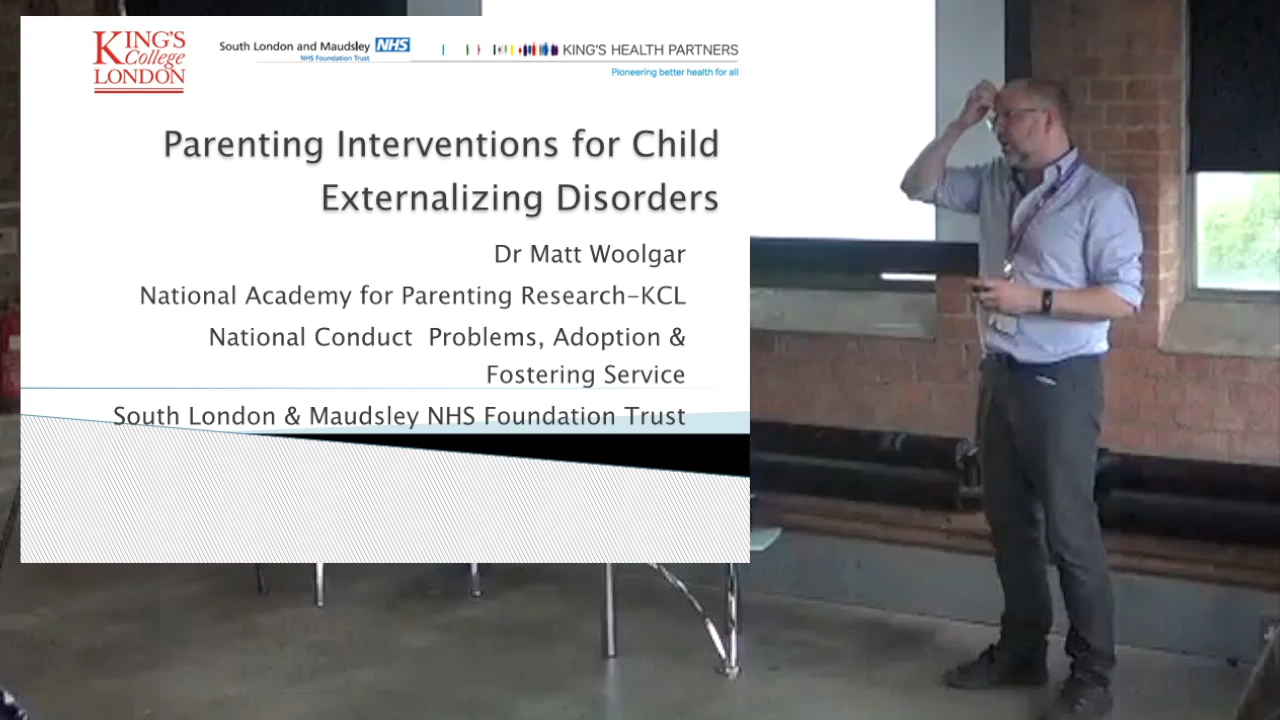 KING'S
College
LONDON
South London and Maudsley NHS
NHS Foundation Trust
KING'S HEALTH PARTNERS
Pioneering better health for all
Parenting Interventions for Child
Externalizing Disorders
Dr Matt Woolgar
National Academy for Parenting Research-KCL
National Conduct  Problems, Adoption &
Fostering Service
South London & Maudsley NHS Foundation Trust